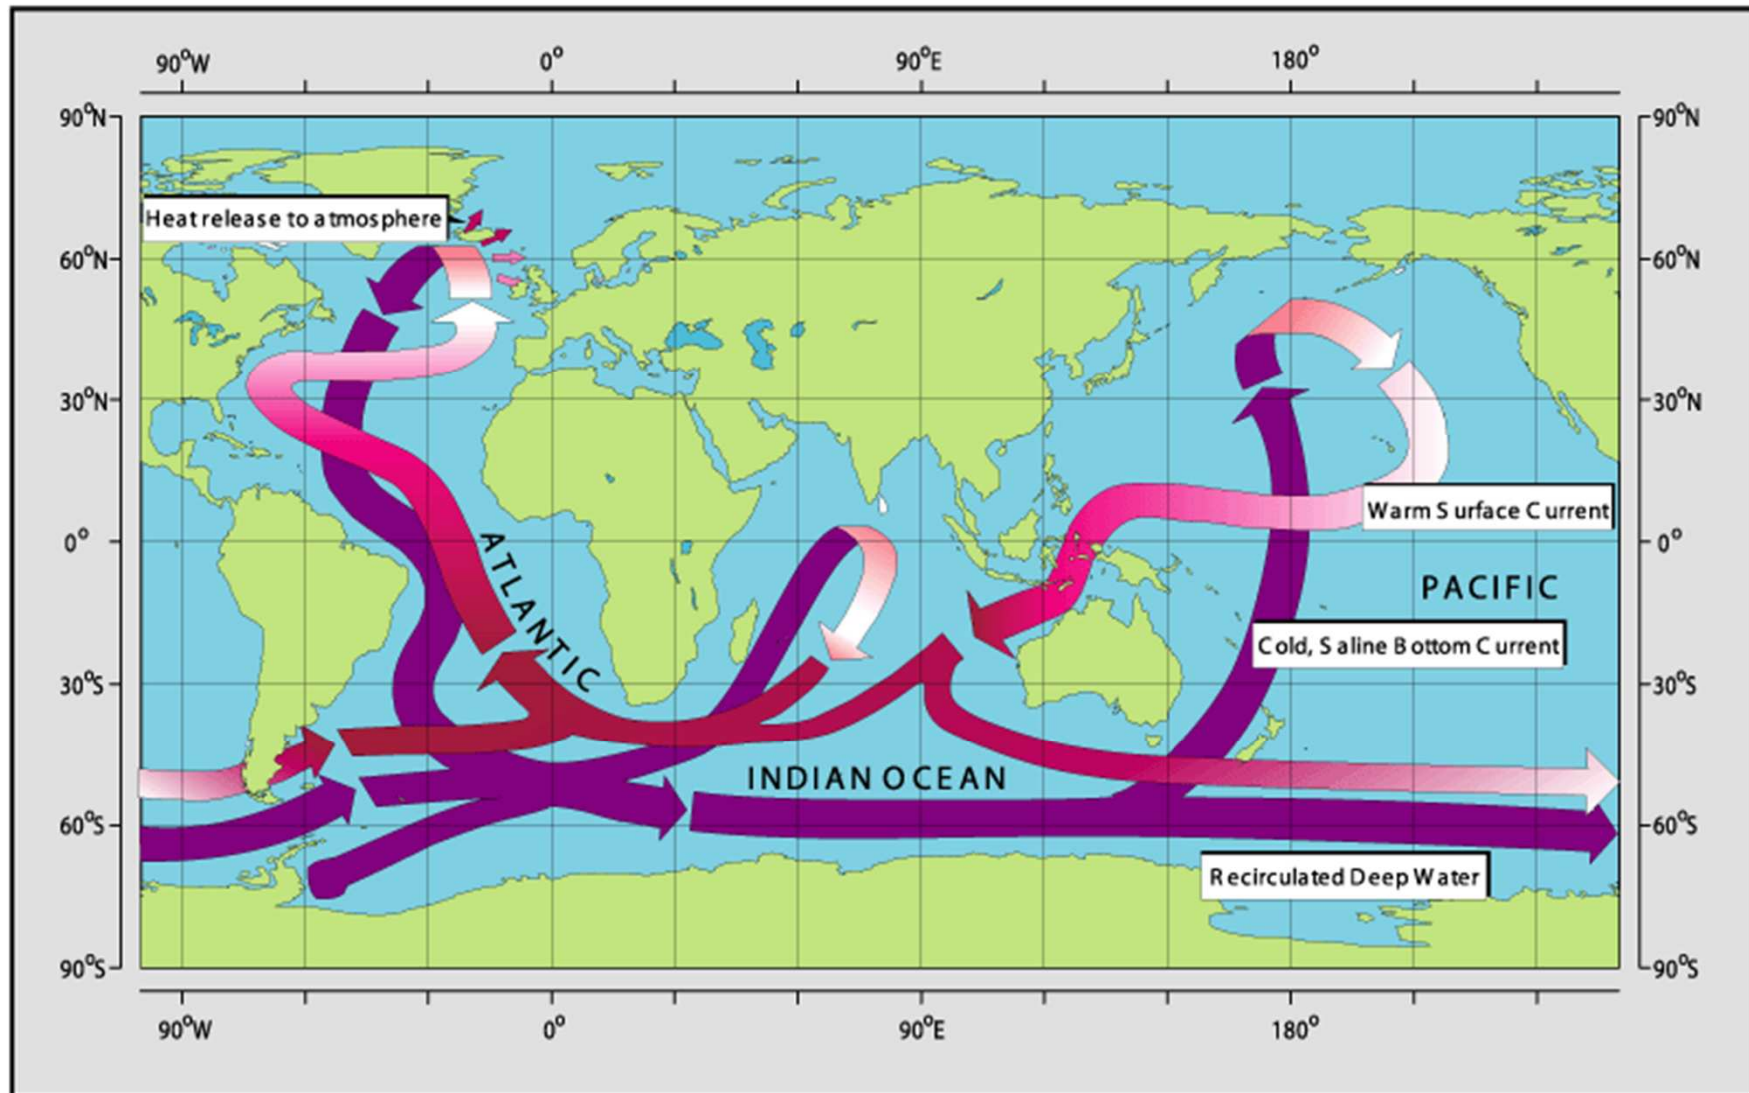 90°W 0° 90°E 180°
90°N 90°N
Heat release to atmosphere
60°N 60°N
30°N 30°N
Warm Surface Current
0° 0°
ATLANTIC
PACIFIC
Cold, Saline Bottom Current
30°S 30°S
INDIAN OCEAN
60°S 60°S
Recirculated Deep Water
90°S 90°S
90°W 0° 90°E 180°